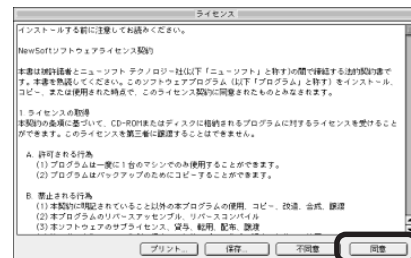 ライセンス
インストールする前に注意してお読みください。
NewSoftソフトウェアライセンス契約
本書は被許諾者とニューソフト テクノロジー社(以下「ニューソフト」と称す)の間で締結する法的契約書で
す。本書を熟読してください。このソフトウェアプログラム(以下「プログラム」と称す)をインストール、
コピー、または使用された時点で、このライセンス契約に同意されたものとみなされます。
1 ライセンスの取得
本契約の条項に基づいて、CD-ROMまたはディスクに格納されるプログラムに対するライセンスを受けること
ができます。このライセンスを第三者に譲渡することはできません。
A. 許可される行為
(1) プログラムは一度に1台のマシンでのみ使用することができます。
(2) プログラムはバックアップのためにコピーすることができます。
B. 禁止される行為
(1) 本契約に明記されていること以外の本プログラムの使用、コピー、改造、合成、譲渡
(2) 本プログラムのリバースアッセンブル、リバースコンパイル
(3) 本ソフトウェアのサブライセンス、貸与、転用、配布、譲渡
プリント... 保存... 不同意 同意